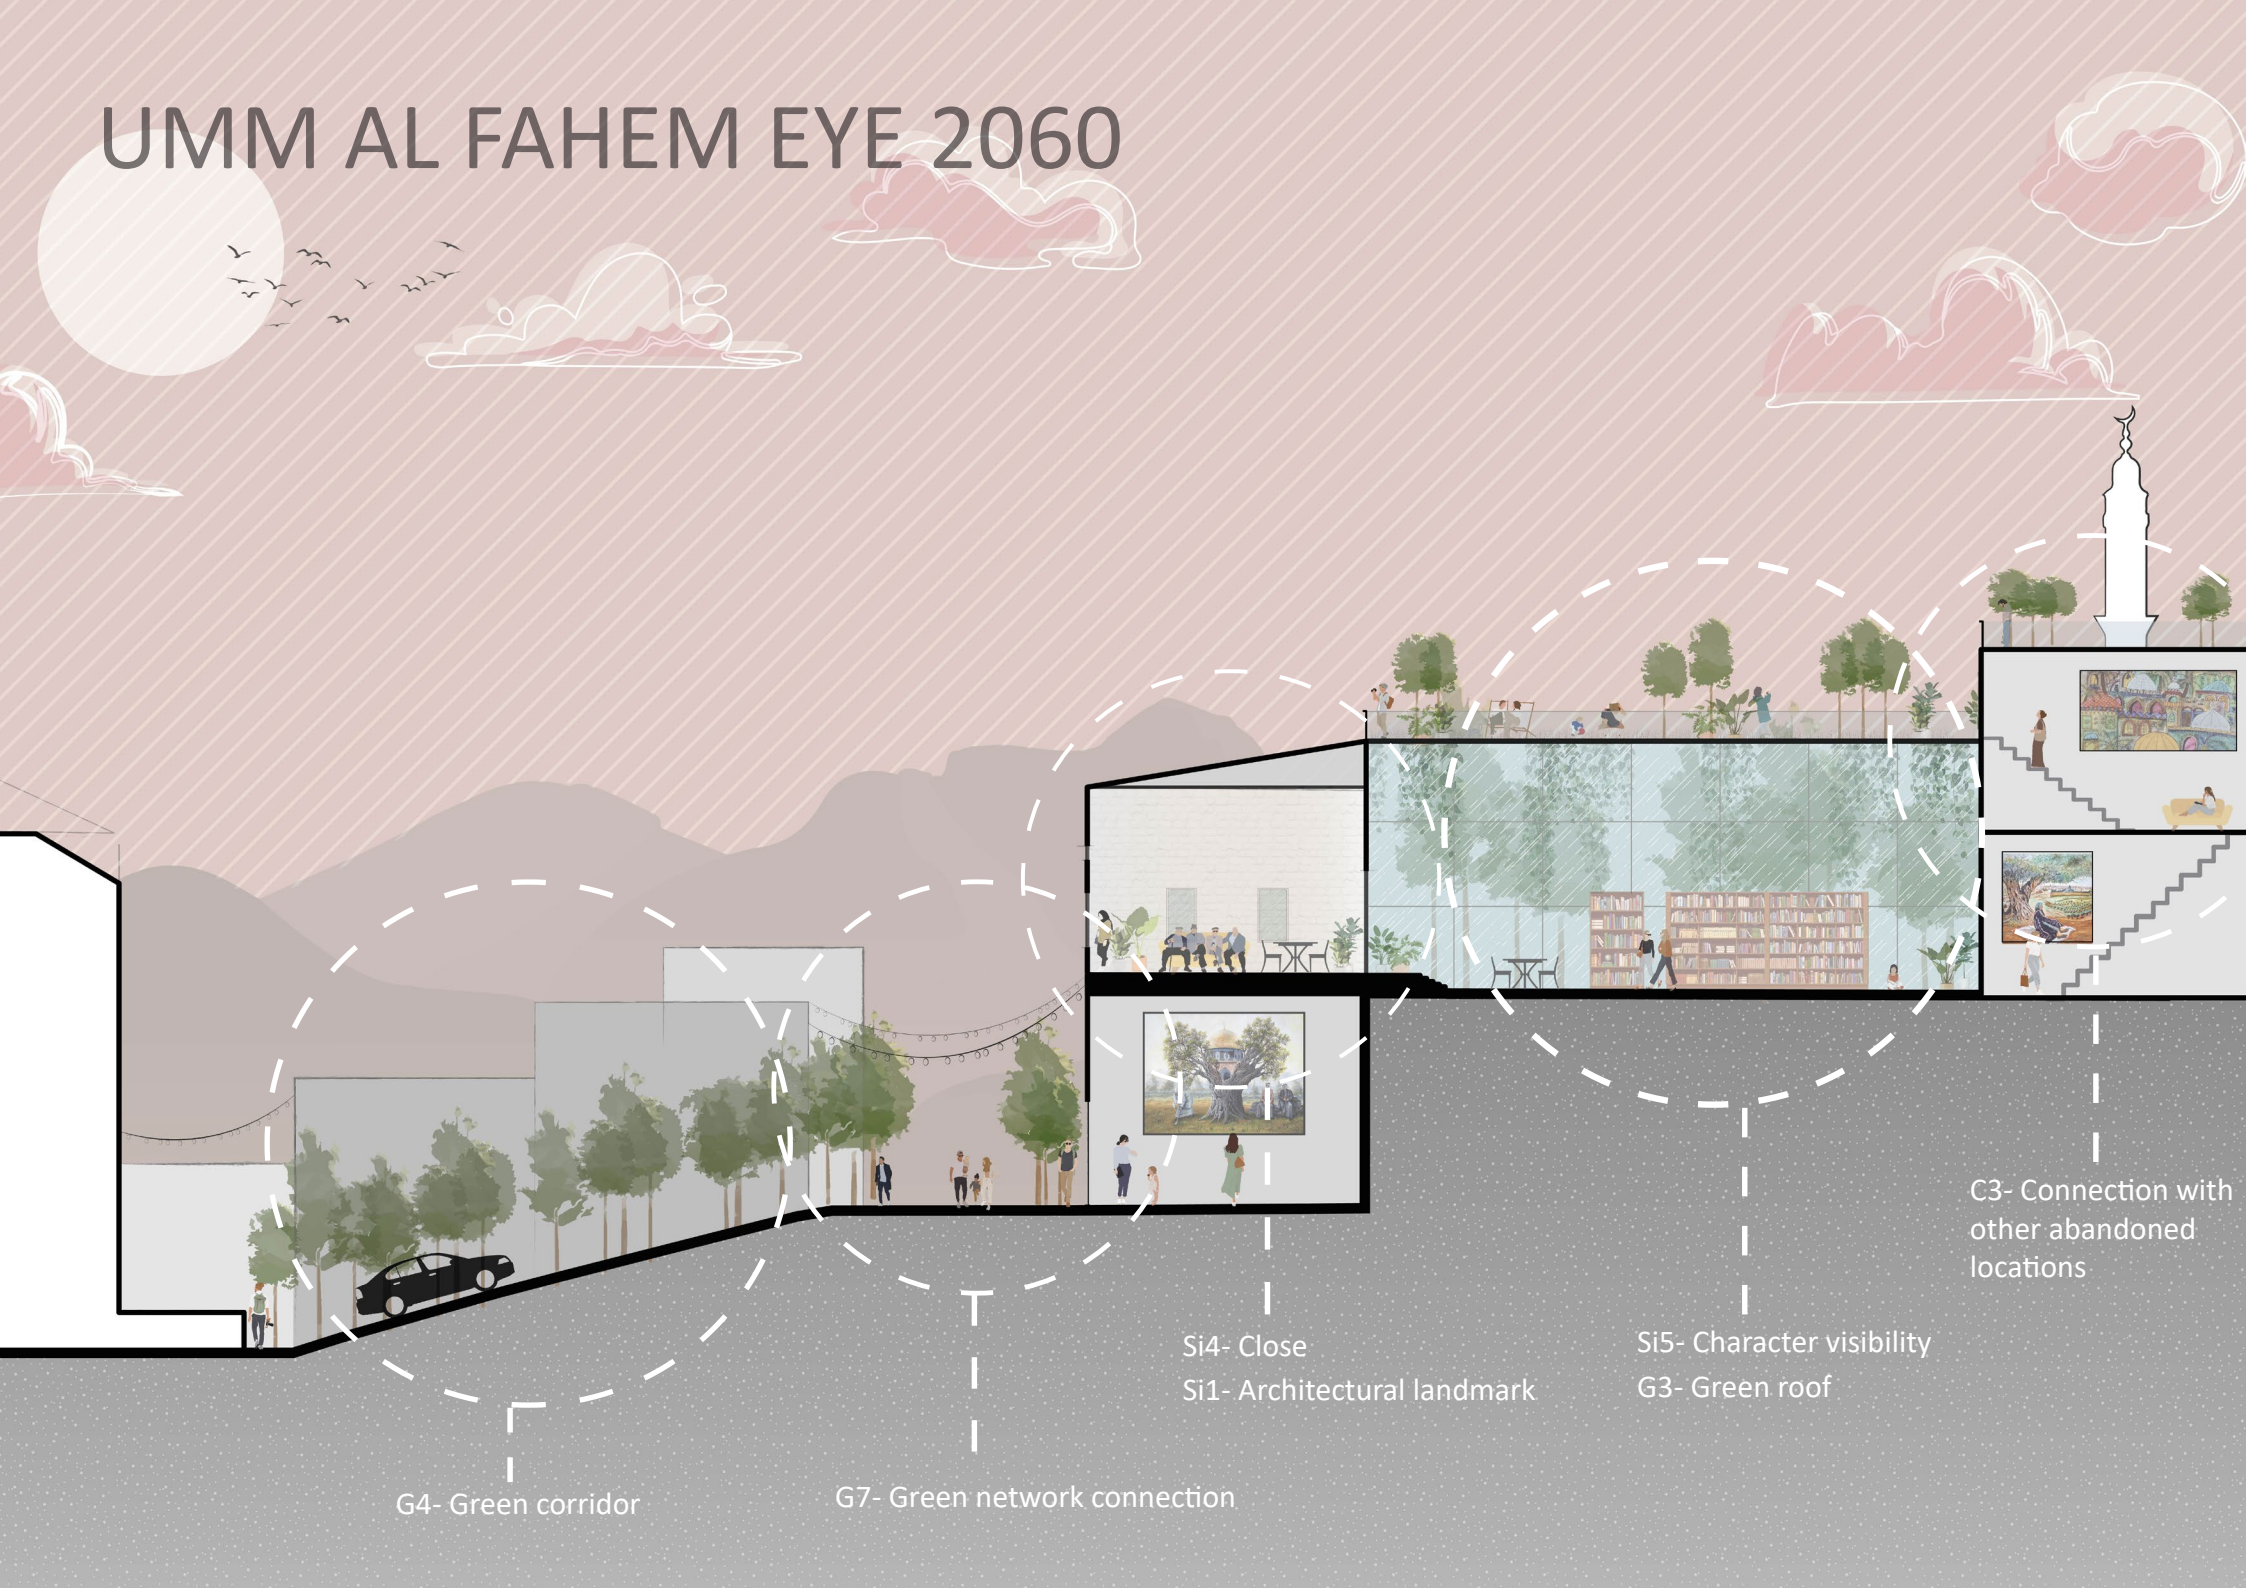 UMM AL FAHEM EYE 2060
C3- Connection with
other abandoned
locations
Si4- Close
Si1- Architectural landmark
Si5- Character visibility
G3- Green roof
G4- Green corridor
G7- Green network connection